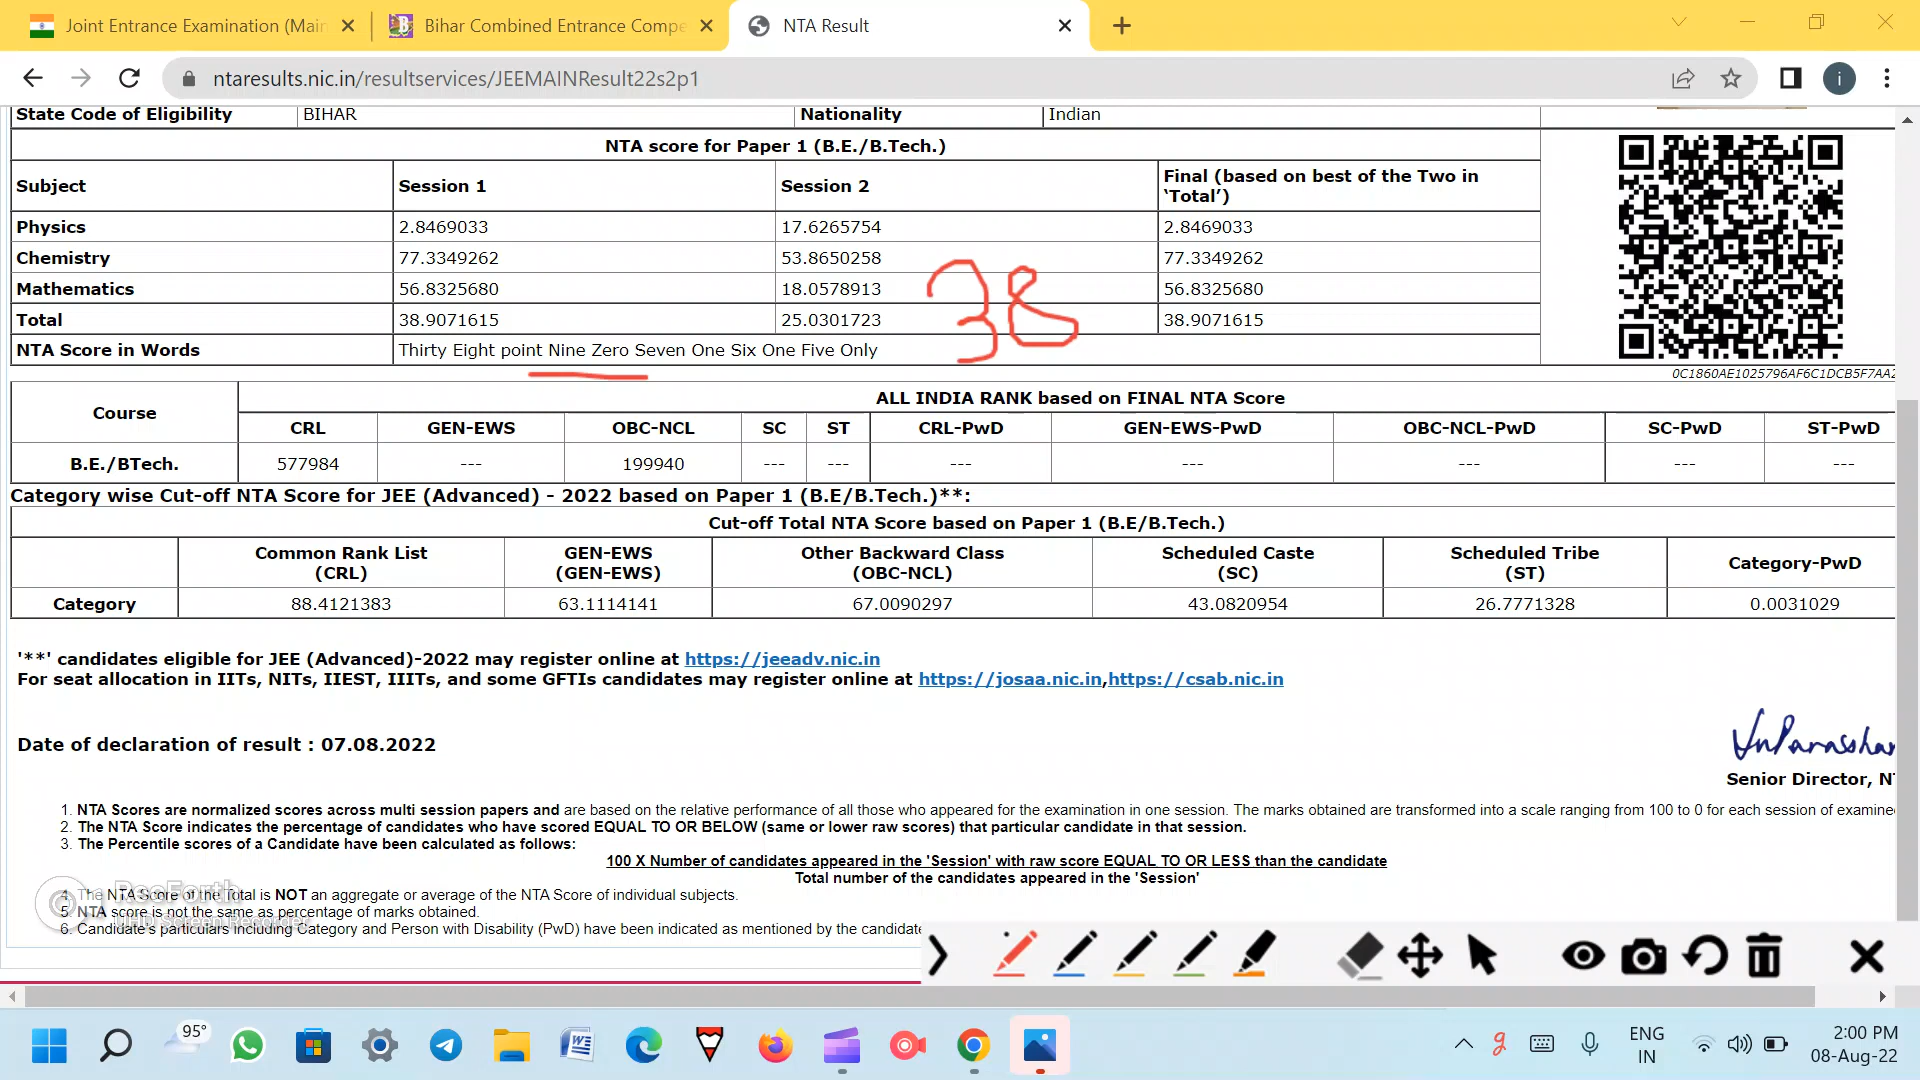 Joint Entrance Examination (Main
Bihar Combined Entrance Compe
NTA Result
ntaresults.nic.in/resultservices/JEEMAINResult22s2p1
i
State Code of Eligibility BIHAR Nationality Indian
NTA score for Paper 1 (B.E./B.Tech.)
Subject Session 1 Session 2 Final (based on best of the Two in
‘Total’)
Physics 2.8469033 17.6265754 2.8469033
Chemistry 77.3349262 53.8650258 77.3349262
Mathematics 56.8325680 18.0578913 56.8325680
Total 38.9071615 25.0301723 38.9071615
38
NTA Score in Words Thirty Eight point Nine Zero Seven One Six One Five Only
0C1860AE1025796AF6C1DCB5F7AA2
Course ALL INDIA RANK based on FINAL NTA Score
CRL GEN-EWS OBC-NCL SC ST CRL-PwD GEN-EWS-PwD OBC-NCL-PwD SC-PwD ST-PwD
B.E./BTech. 577984 --- 199940 --- --- --- --- --- --- ---
Category wise Cut-off NTA Score for JEE (Advanced) - 2022 based on Paper 1 (B.E/B.Tech.)**:
Cut-off Total NTA Score based on Paper 1 (B.E/B.Tech.)
Common Rank List GEN-EWS Other Backward Class Scheduled Caste Scheduled Tribe Category-PwD
(CRL) (GEN-EWS) (OBC-NCL) (SC) (ST)
Category 88.4121383 63.1114141 67.0090297 43.0820954 26.7771328 0.0031029
'**' candidates eligible for JEE (Advanced)-2022 may register online at https://jeeadv.nic.in
For seat allocation in IITs, NITs, IIEST, IIITs, and some GFTIs candidates may register online at https://josaa.nic.in,https://csab.nic.in
Date of declaration of result : 07.08.2022
Senior Director, NT
1. NTA Scores are normalized scores across multi session papers and are based on the relative performance of all those who appeared for the examination in one session. The marks obtained are transformed into a scale ranging from 100 to 0 for each session of examine
2. The NTA Score indicates the percentage of candidates who have scored EQUAL TO OR BELOW (same or lower raw scores) that particular candidate in that session.
3. The Percentile scores of a Candidate have been calculated as follows:
100 X Number of candidates appeared in the 'Session' with raw score EQUAL TO OR LESS than the candidate
Total number of the candidates appeared in the 'Session'
4. The NTA Score of the Total is NOT an aggregate or average of the NTA Score of individual subjects.
5. NTA score is not the same as percentage of marks obtained.
6. Candidate's particulars including Category and Person with Disability (PwD) have been indicated as mentioned by the candidate
RecForth
UHD Screen Recorder
95°
ENG
IN
2:00 PM
08-Aug-22